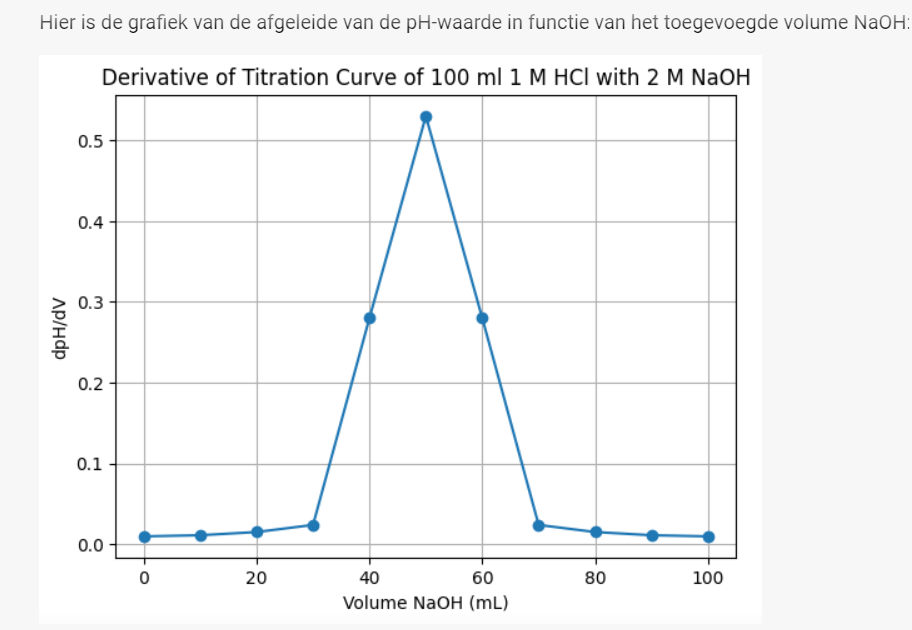 Hier is de grafiek van de afgeleide van de pH-waarde in functie van het toegevoegde volume NaOH:
Derivative of Titration Curve of 100 ml 1 M HCl with 2 M NaOH
0.5
0.4
0.3
0.2
0.1
0.0
dpH/dV
0 20 40 60 80 100
Volume NaOH (mL)